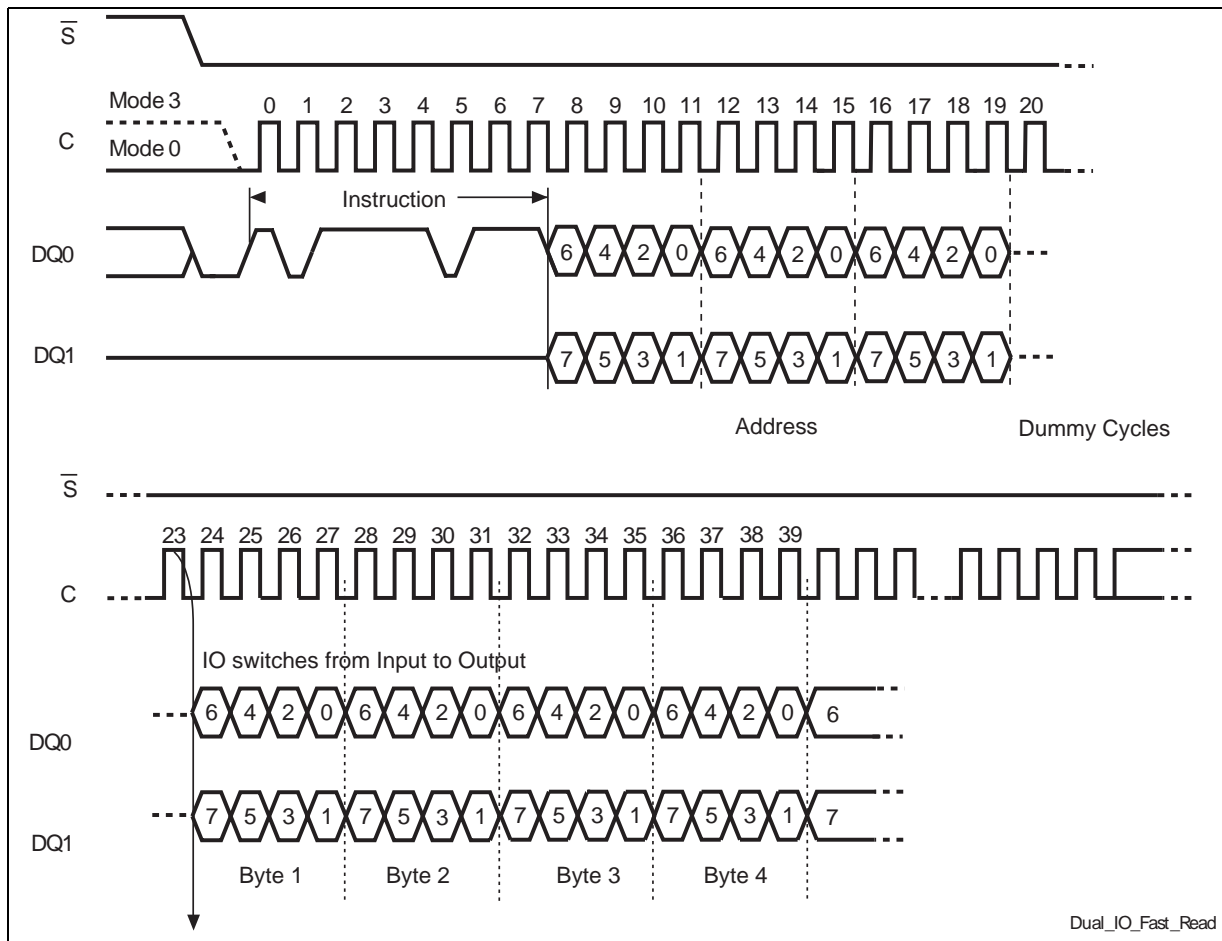 S
Mode 3
0 1 2 3 4 5 6 7 8 9 10 11 12 13 14 15 16 17 18 19 20
C
Mode 0
Instruction
DQ0
6 4 2 0 6 4 2 0 6 4 2 0
DQ1
7 5 3 1 7 5 3 1 7 5 3 1
Address Dummy Cycles
S
23 24 25 26 27 28 29 30 31 32 33 34 35 36 37 38 39
C
IO switches from Input to Output
6 4 2 0 6 4 2 0 6 4 2 0 6 4 2 0 6
DQ0
7 5 3 1 7 5 3 1 7 5 3 1 7 5 3 1 7
DQ1
Byte 1 Byte 2 Byte 3 Byte 4
Dual_IO_Fast_Read